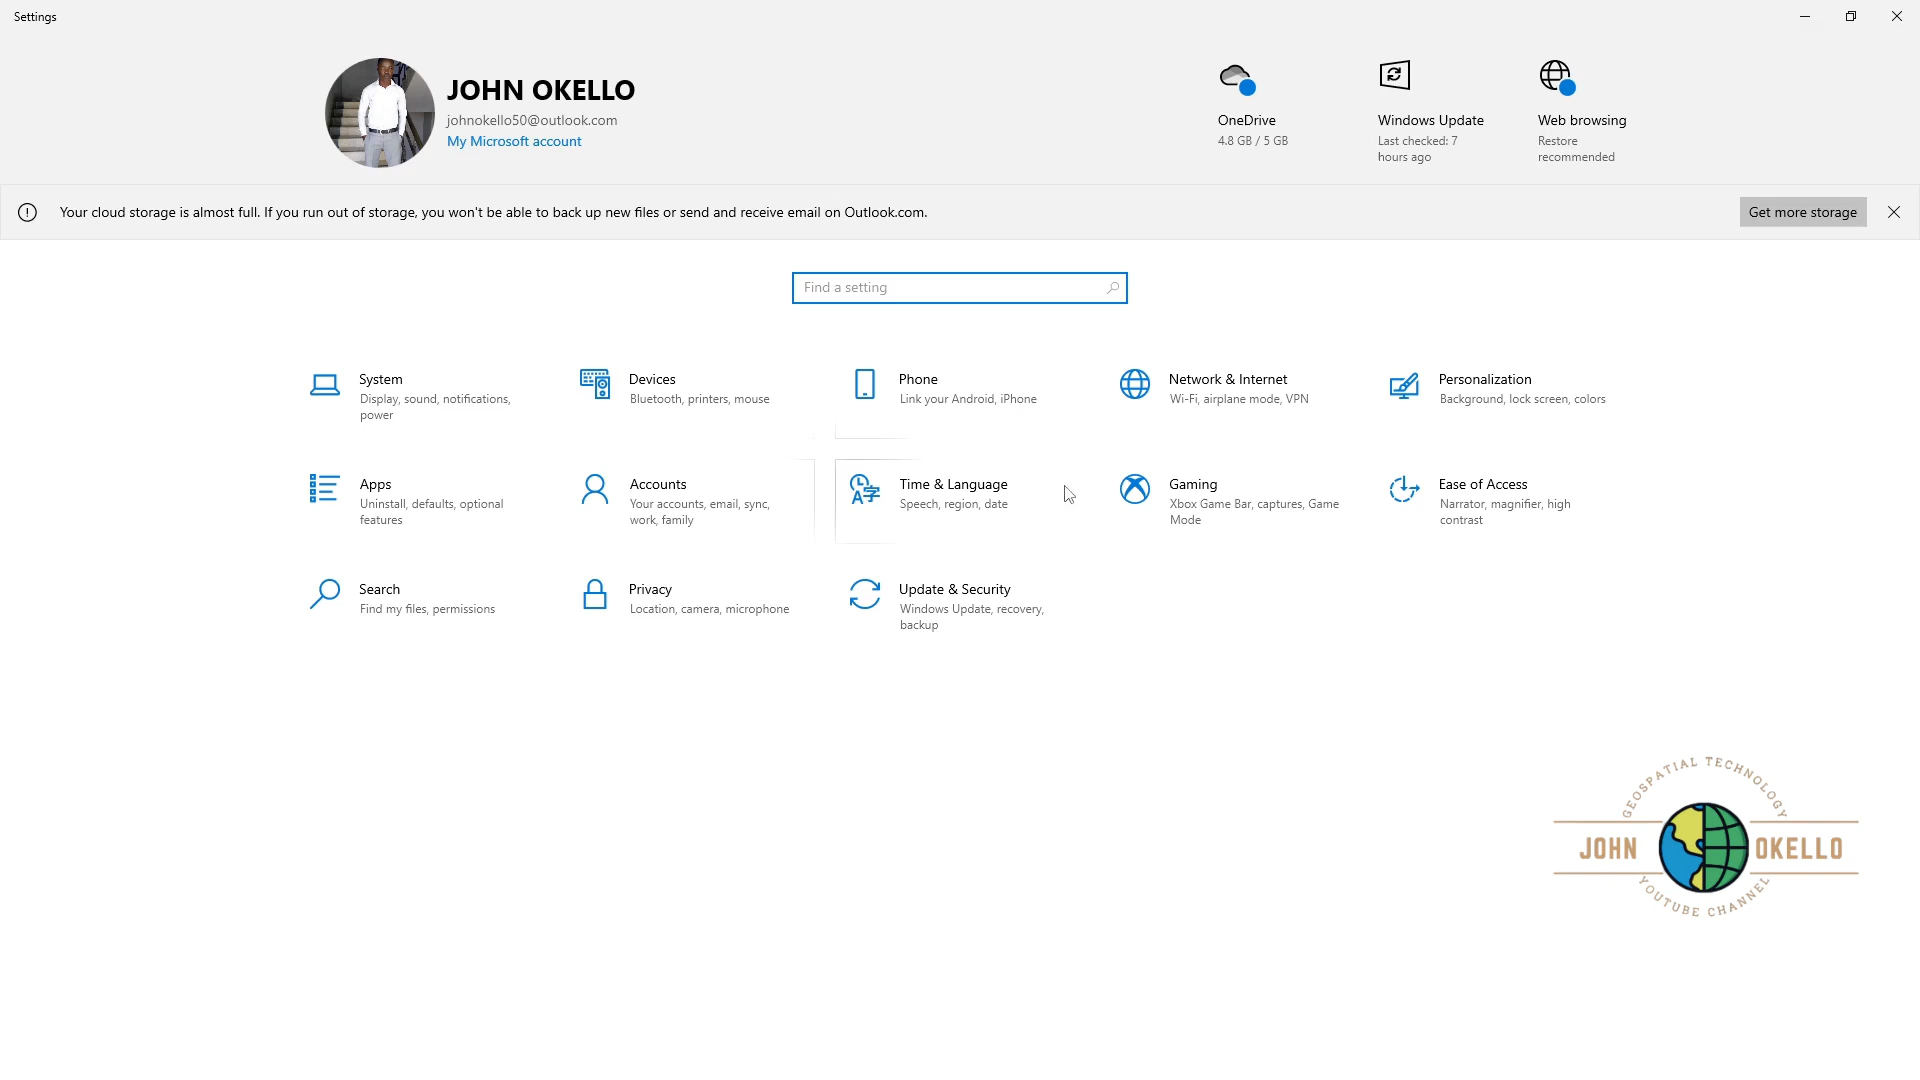 Settings
JOHN OKELLO
johnokello50@outlook.com
My Microsoft account
OneDrive
4.8 GB / 5 GB
Windows Update
Last checked: 7
hours ago
Web browsing
Restore
recommended
Your cloud storage is almost full. If you run out of storage, you won't be able to back up new files or send and receive email on Outlook.com.
Get more storage
Find a setting
System
Display, sound, notifications,
power
Devices
Bluetooth, printers, mouse
Phone
Link your Android, iPhone
Network & Internet
Wi-Fi, airplane mode, VPN
Personalization
Background, lock screen, colors
Apps
Uninstall, defaults, optional
features
Accounts
Your accounts, email, sync,
work, family
Time & Language
Speech, region, date
Gaming
Xbox Game Bar, captures, Game
Mode
Ease of Access
Narrator, magnifier, high
contrast
Search
Find my files, permissions
Privacy
Location, camera, microphone
Update & Security
Windows Update, recovery,
backup
GEOSPATIAL TECHNOLOGY
JOHN OKELLO
YOUTUBE CHANNEL